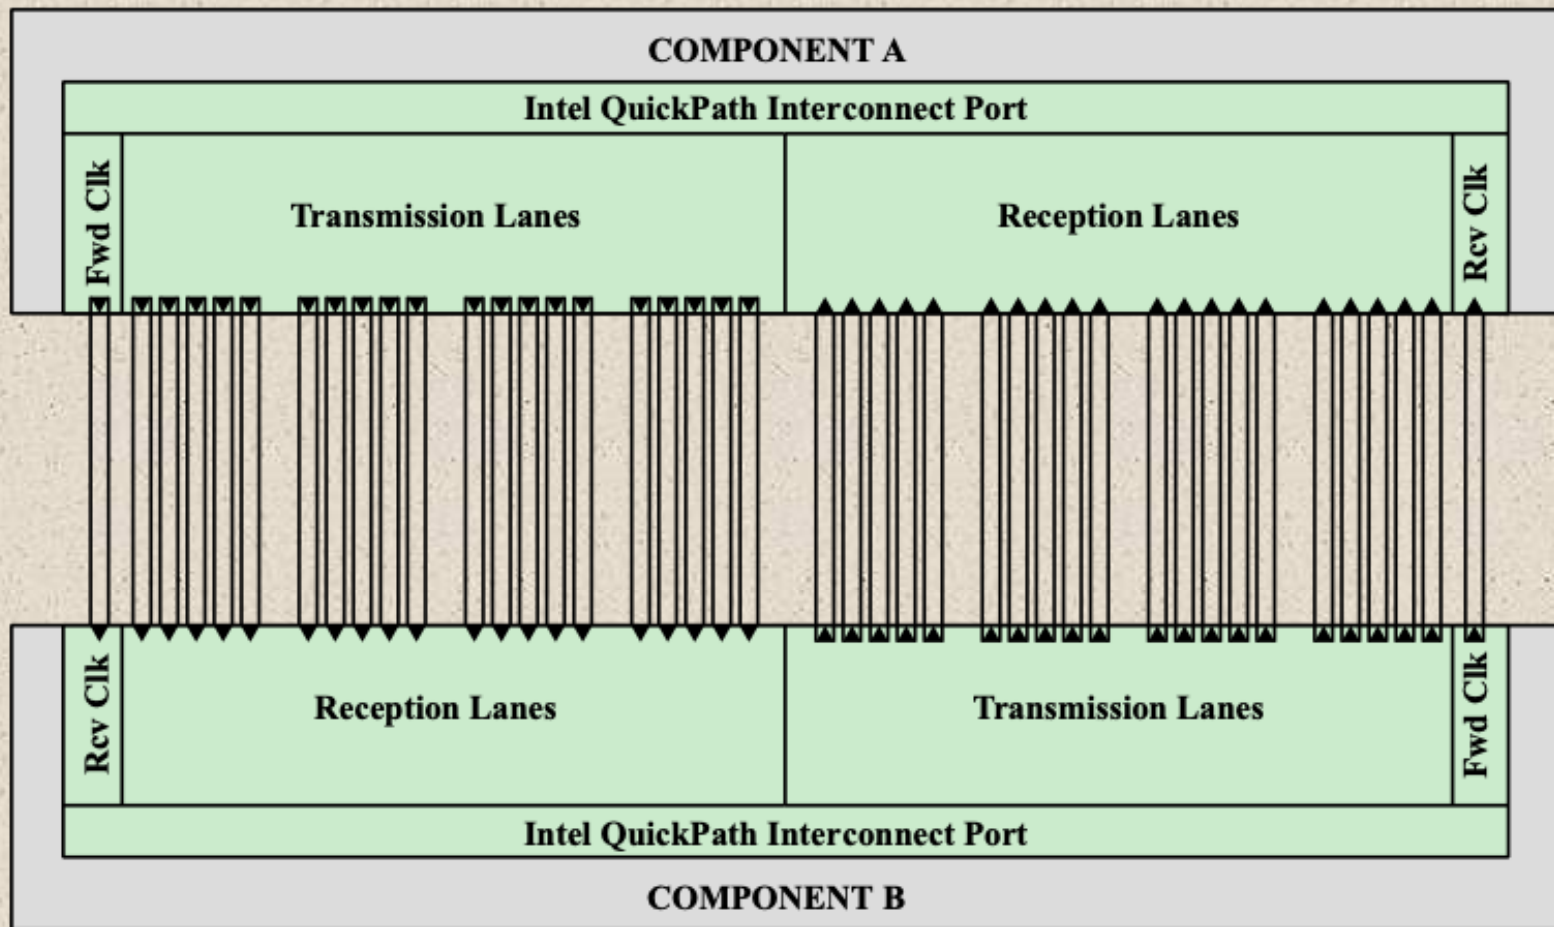 COMPONENT A
Intel QuickPath Interconnect Port
Fwd Clk
Transmission Lanes
Reception Lanes
Rcv Clk
Rcv Clk
Reception Lanes
Transmission Lanes
Fwd Clk
Intel QuickPath Interconnect Port
COMPONENT B